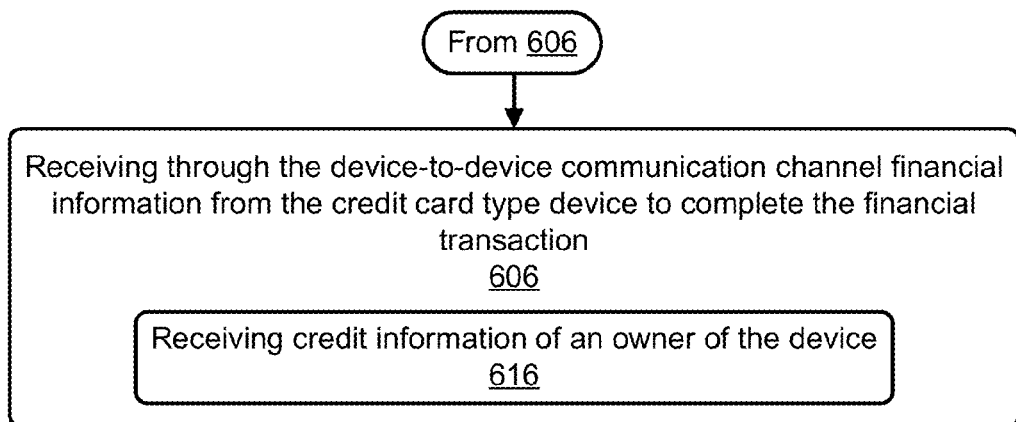 From 606
Receiving through the device-to-device communication channel financial
information from the credit card type device to complete the financial
transaction
606
Receiving credit information of an owner of the device
616